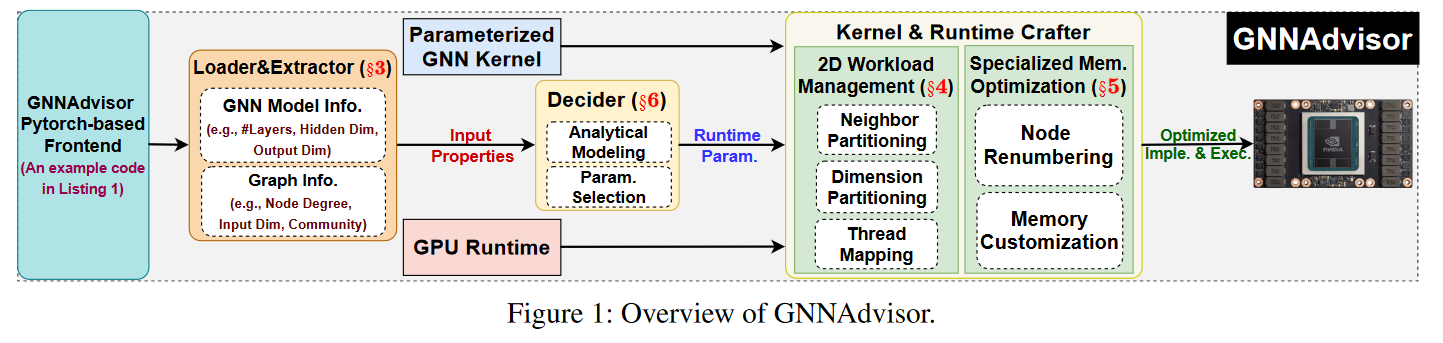 GNNAdvisor
Pytorch-based
Frontend
(An example code
in Listing 1)
Loader&Extractor (§3)
GNN Model Info.
(e.g., #Layers, Hidden Dim,
Output Dim)
Graph Info.
(e.g., Node Degree,
Input Dim, Community)
Parameterized
GNN Kernel
Input
Properties
Decider (§6)
Analytical
Modeling
Param.
Selection
GPU Runtime
Runtime
Param.
Kernel & Runtime Crafter
2D Workload
Management (§4)
Neighbor
Partitioning
Dimension
Partitioning
Thread
Mapping
Specialized Mem.
Optimization (§5)
Node
Renumbering
Memory
Customization
Optimized
Imple. & Exec.
GNNAdvisor
NVIDIA
Figure 1: Overview of GNNAdvisor.